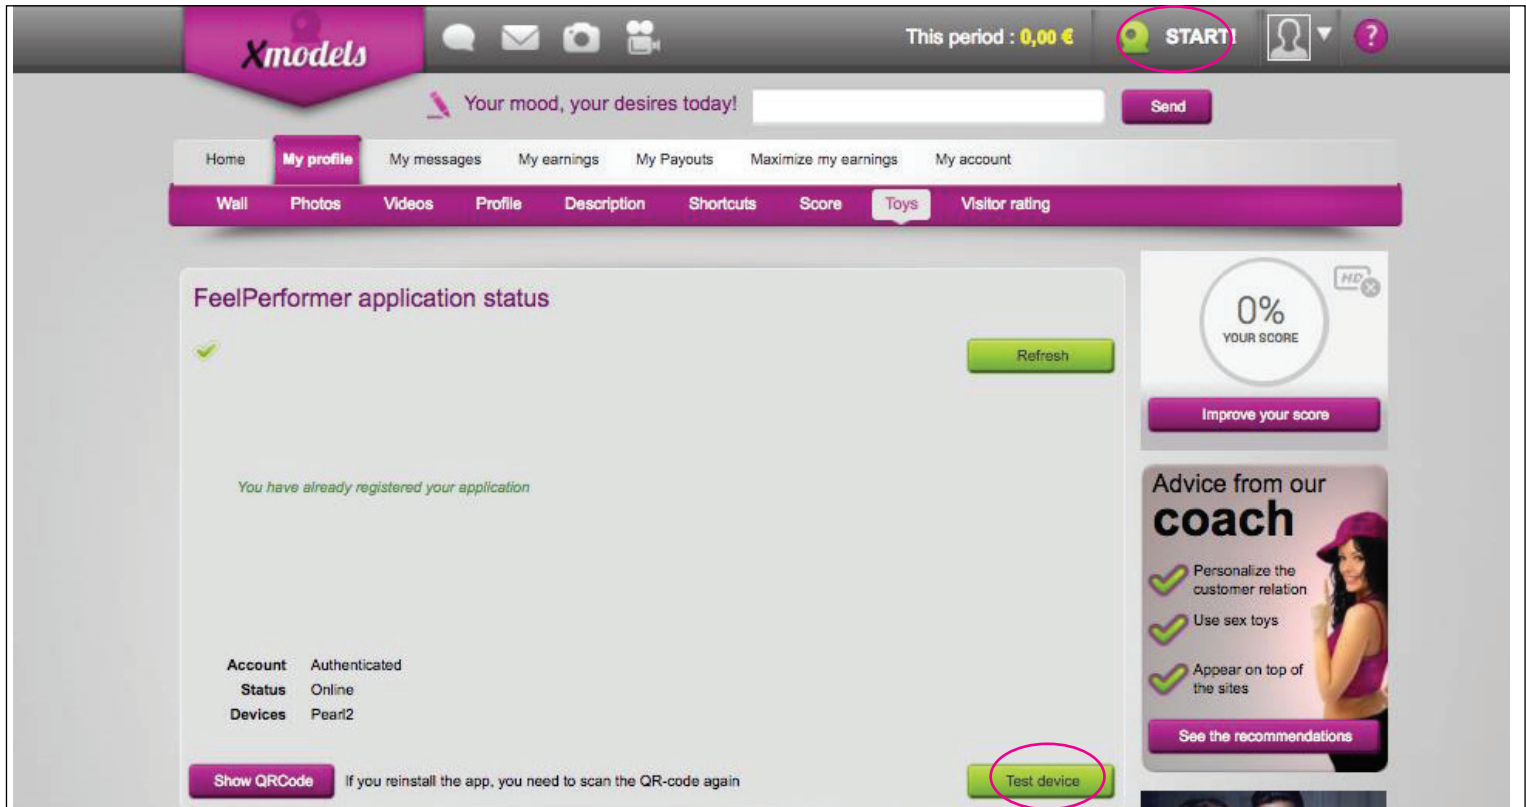 Xmodels
This period : 0,00 €
START!
?
Your mood, your desires today!
Send
Home My profile My messages My earnings My Payouts Maximize my earnings My account
Wall Photos Videos Profile Description Shortcuts Score Toys Visitor rating
FeelPerformer application status
Refresh
You have already registered your application
Account Authenticated
Status Online
Devices Pearl2
Show QRCode If you reinstall the app, you need to scan the QR-code again
Test device
HD
0%
YOUR SCORE
Improve your score
Advice from our
coach
Personalize the
customer relation
Use sex toys
Appear on top of
the sites
See the recommendations